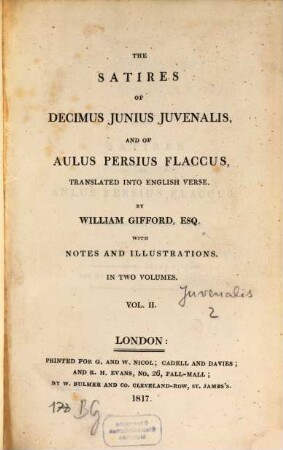 THE
SATIRES
OF
DECIMUS JUNIUS JUVENALIS,
AND OF
AULUS PERSIUS FLACCUS,
TRANSLATED INTO ENGLISH VERSE.
BY
WILLIAM GIFFORD, ESQ.
WITH
NOTES AND ILLUSTRATIONS.
IN TWO VOLUMES.
VOL. II.
Juvenalis
2
LONDON:
PRINTED FOR G. AND W. NICOL; CADELL AND DAVIES;
AND R. H. EVANS, NO. 26, PALL-MALL;
BY W. BULMER AND CO. CLEVELAND-ROW, ST. JAMES'S.
1817.
BG